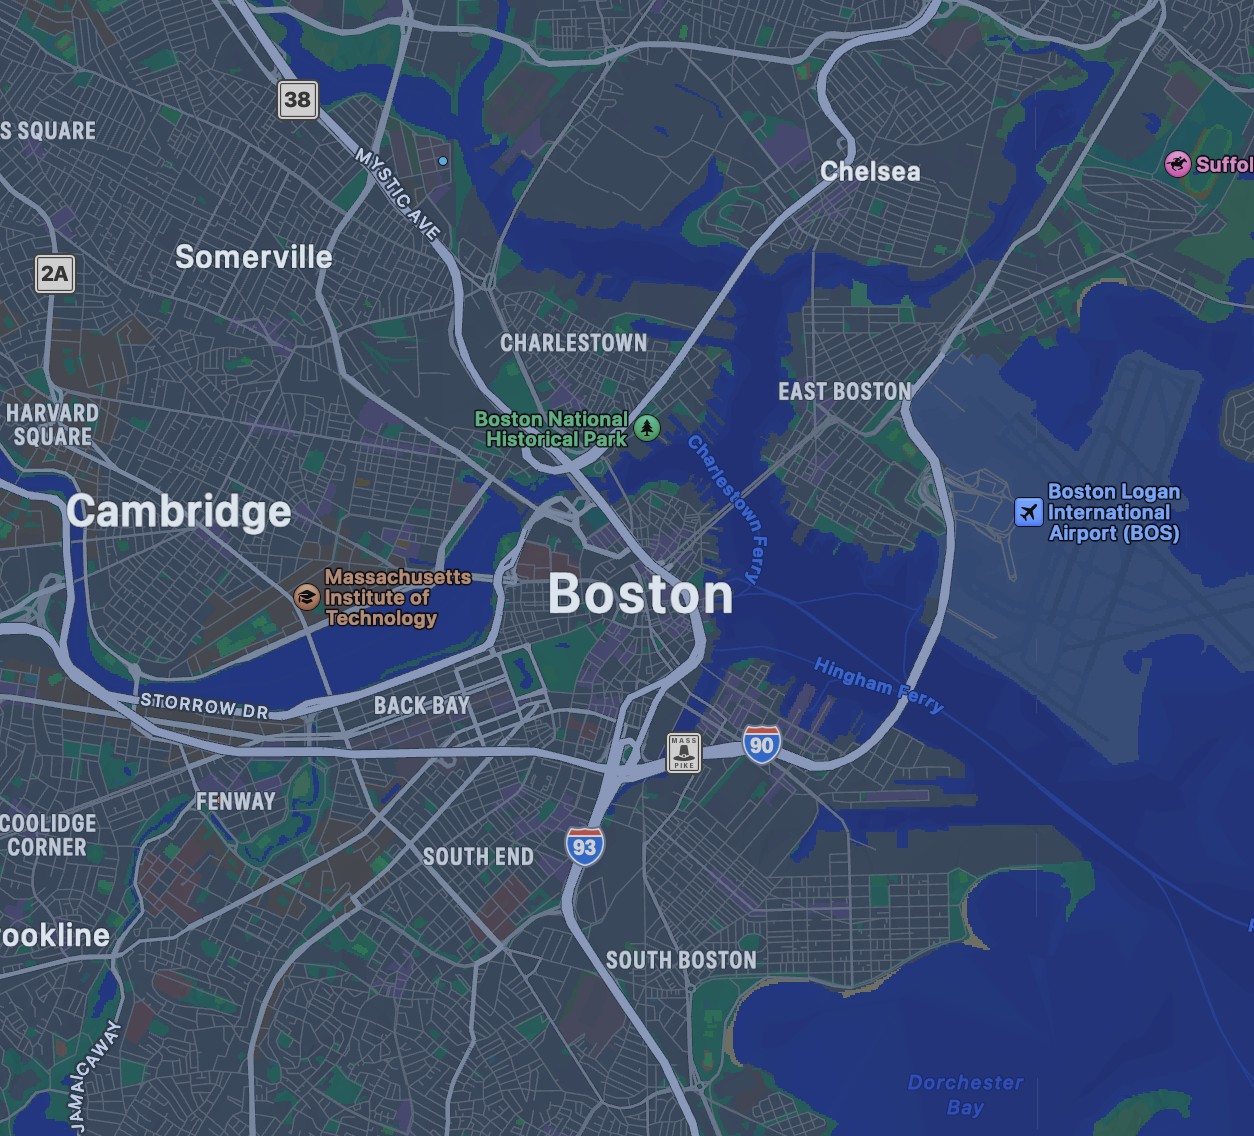 38
S SQUARE
MYSTIC AVE
Suffol
Chelsea
Somerville
2A
CHARLESTOWN
EAST BOSTON
HARVARD
SQUARE
Boston National
Historical Park
Charlestown Ferry
Cambridge
Boston Logan
International
Airport (BOS)
Massachusetts
Institute of
Technology
Boston
Hingham Ferry
STORROW DR
BACK BAY
MASS
PIKE
90
FENWAY
COOLIDGE
CORNER
93
SOUTH END
rookline
SOUTH BOSTON
JAMAICAWAY
Dorchester
Bay